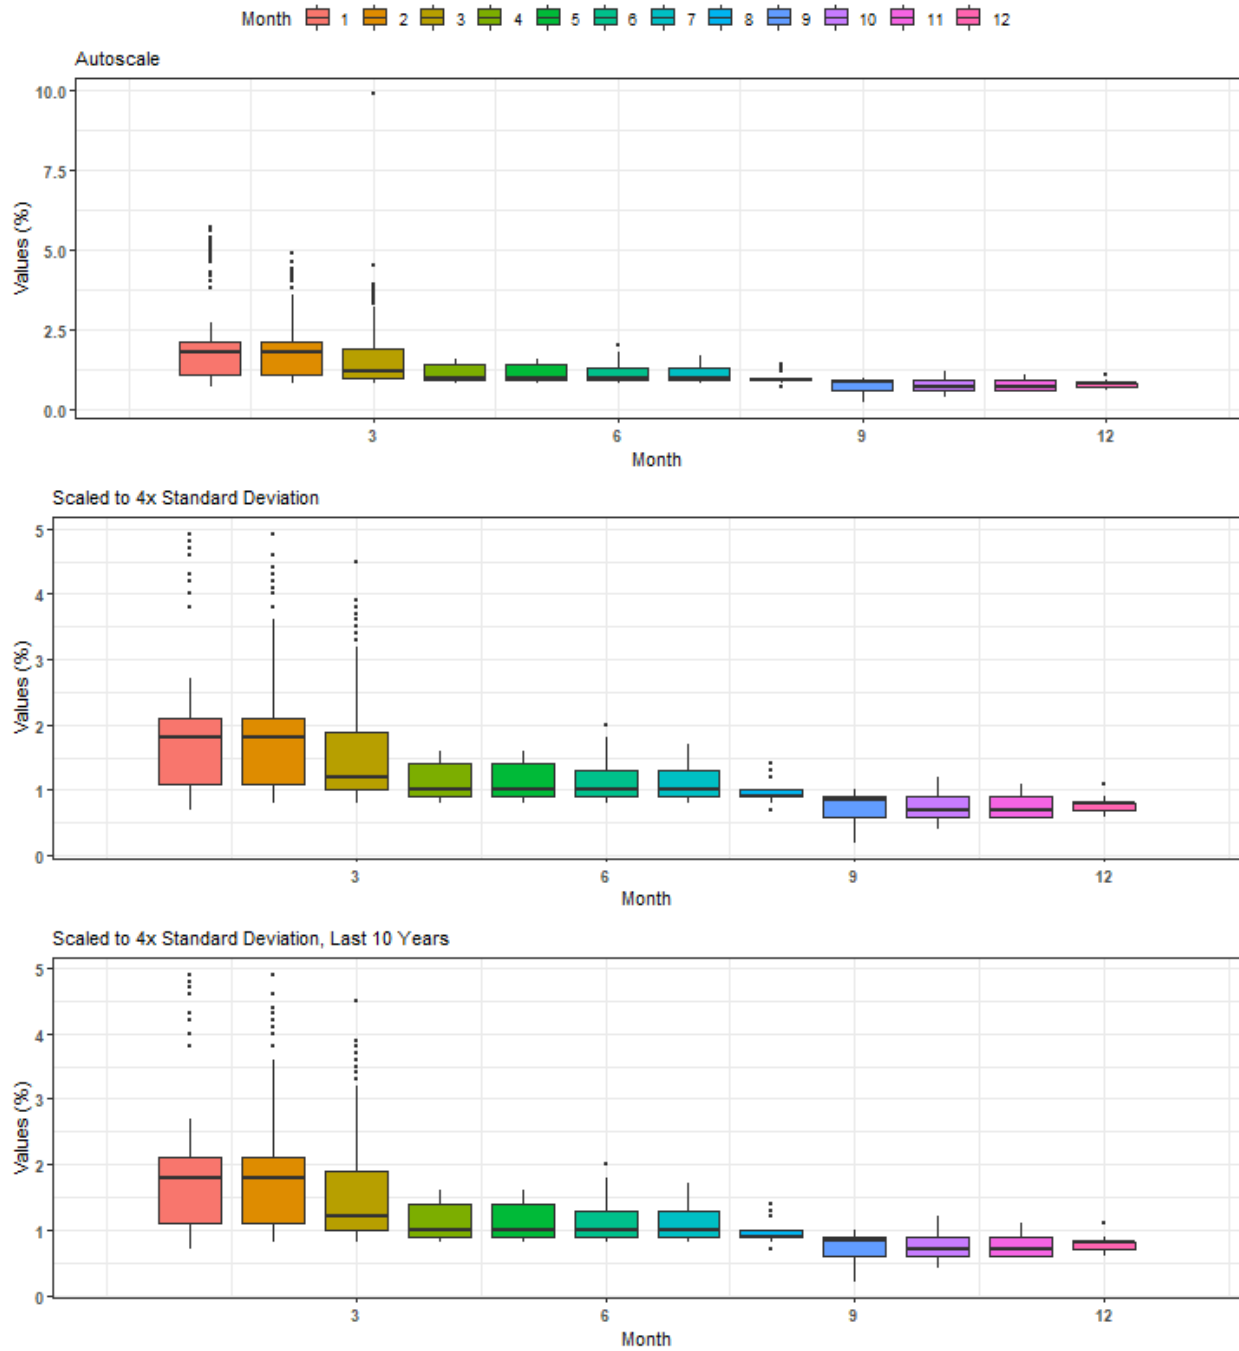 Month 1 2 3 4 5 6 7 8 9 10 11 12
Autoscale
10.0
7.5
5.0
2.5
0.0
Values (%)
3 6 9 12
Month
Scaled to 4x Standard Deviation
5
4
3
2
1
0
Values (%)
3 6 9 12
Month
Scaled to 4x Standard Deviation, Last 10 Years
5
4
3
2
1
0
Values (%)
3 6 9 12
Month